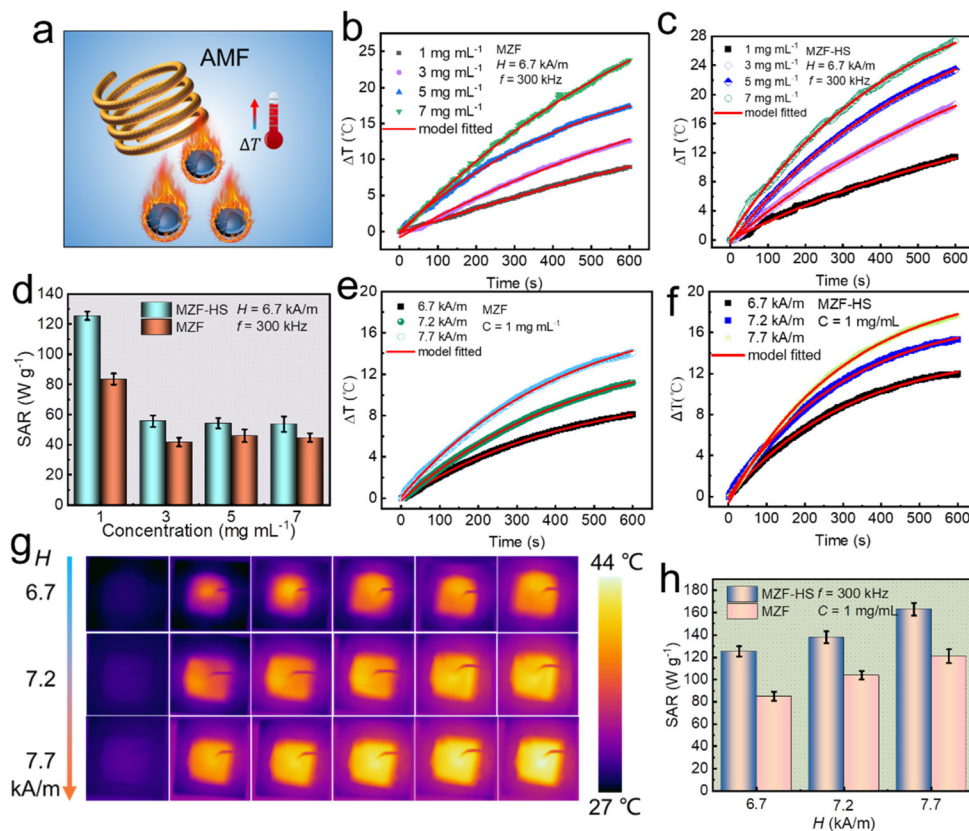 a
AMF
ΔT
b
1 mg mL⁻¹ MZF
3 mg mL⁻¹ H = 6.7 kA/m
5 mg mL⁻¹ f = 300 kHz
7 mg mL⁻¹
model fitted
ΔT (℃)
25
20
15
10
5
0
0 100 200 300 400 500 600
Time (s)
c
1 mg mL⁻¹ MZF-HS
3 mg mL⁻¹ H = 6.7 kA/m
5 mg mL⁻¹ f = 300 kHz
7 mg mL⁻¹
model fitted
ΔT (℃)
28
24
20
16
12
8
4
0
0 100 200 300 400 500 600
Time (s)
d
MZF-HS H = 6.7 kA/m
MZF f = 300 kHz
SAR (W g⁻¹)
140
120
100
80
60
40
20
0
1 3 5 7
Concentration (mg mL⁻¹)
e
6.7 kA/m MZF
7.2 kA/m C = 1 mg mL⁻¹
7.7 kA/m
model fitted
ΔT (℃)
20
16
12
8
4
0
0 100 200 300 400 500 600
Time (s)
f
6.7 kA/m MZF-HS
7.2 kA/m C = 1 mg/mL
7.7 kA/m
model fitted
ΔT(℃)
20
16
12
8
4
0
0 100 200 300 400 500 600
Time (s)
g
H
6.7
7.2
7.7
kA/m
44 ℃
27 ℃
h
MZF-HS f = 300 kHz
MZF C = 1 mg/mL
SAR (W g⁻¹)
180
160
140
120
100
80
60
40
20
0
6.7 7.2 7.7
H (kA/m)